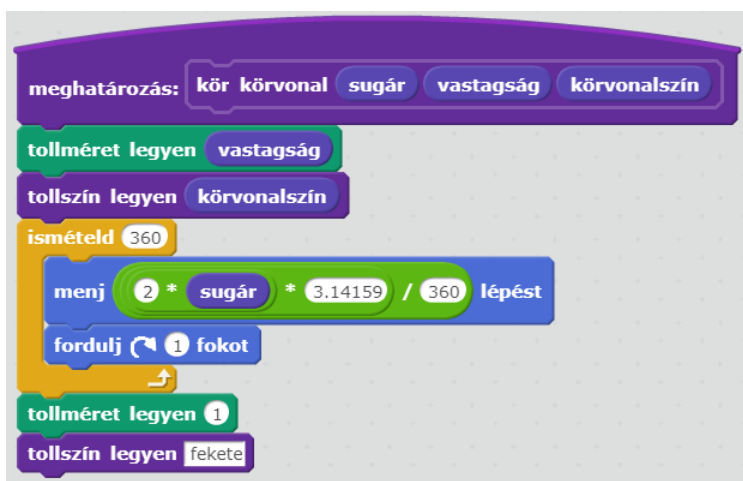 meghatározás: kör körvonal sugár vastagság körvonalszín
tollméret legyen vastagság
tollszín legyen körvonalszín
ismételd 360
menj 2 * sugár * 3.14159 / 360 lépést
fordulj 1 fokot
tollméret legyen 1
tollszín legyen fekete